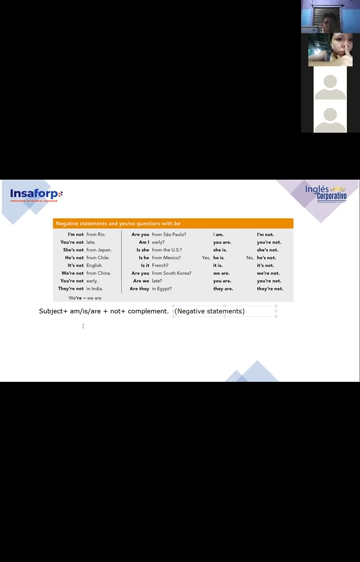 Insaforp
Inglés
Corporativo
Negative statements and yes/no questions with be
I'm not from Rio. Are you from São Paulo? I am. I'm not.
You're not late. Am I early? you are. you're not.
She's not from Japan. Is she from the U.S.? she is. she's not.
He's not from Chile. Is he from Mexico? Yes, he is. No, he's not.
It's not English. Is it French? it is. it's not.
We're not from China. Are you from South Korea? we are. we're not.
You're not early. Are we late? you are. you're not.
They're not in India. Are they in Egypt? they are. they're not.
We're = we are
Subject+ am/is/are + not+ complement. (Negative statements)